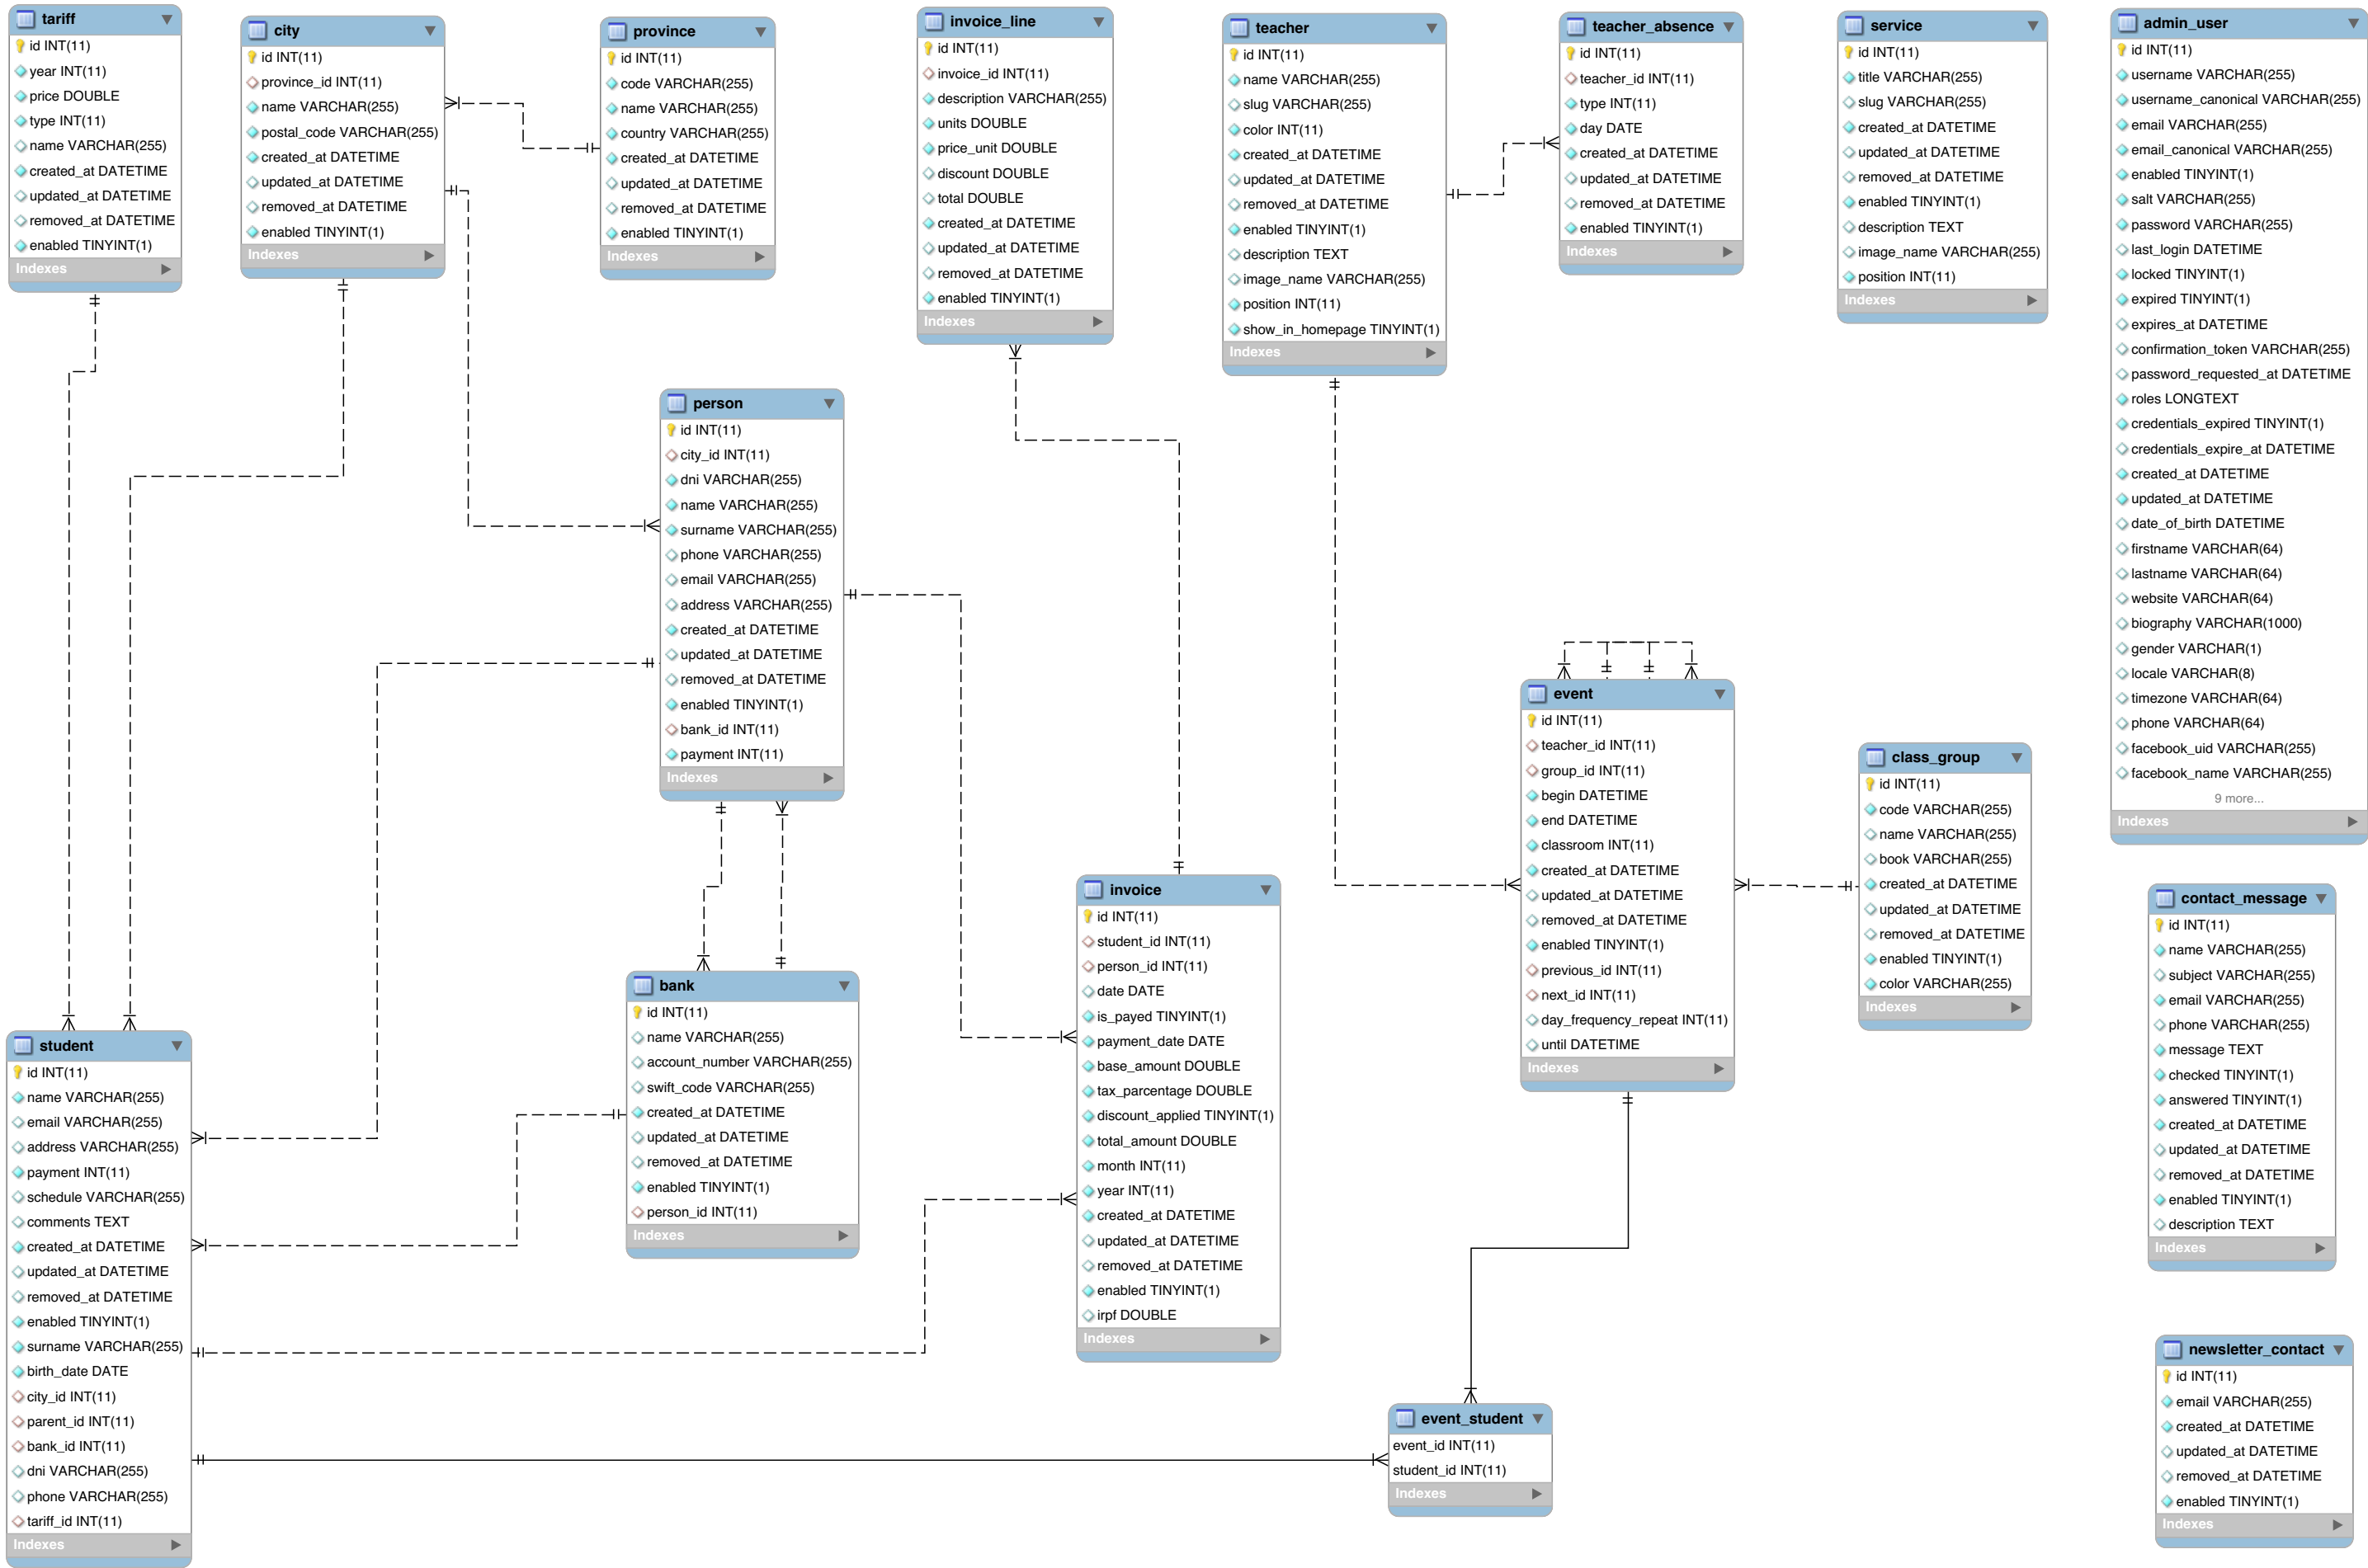 tariff
id INT(11)
year INT(11)
price DOUBLE
type INT(11)
name VARCHAR(255)
created_at DATETIME
updated_at DATETIME
removed_at DATETIME
enabled TINYINT(1)
Indexes
city
id INT(11)
province_id INT(11)
name VARCHAR(255)
postal_code VARCHAR(255)
created_at DATETIME
updated_at DATETIME
removed_at DATETIME
enabled TINYINT(1)
Indexes
province
id INT(11)
code VARCHAR(255)
name VARCHAR(255)
country VARCHAR(255)
created_at DATETIME
updated_at DATETIME
removed_at DATETIME
enabled TINYINT(1)
Indexes
invoice_line
id INT(11)
invoice_id INT(11)
description VARCHAR(255)
units DOUBLE
price_unit DOUBLE
discount DOUBLE
total DOUBLE
created_at DATETIME
updated_at DATETIME
removed_at DATETIME
enabled TINYINT(1)
Indexes
teacher
id INT(11)
name VARCHAR(255)
slug VARCHAR(255)
color INT(11)
created_at DATETIME
updated_at DATETIME
removed_at DATETIME
enabled TINYINT(1)
description TEXT
image_name VARCHAR(255)
position INT(11)
show_in_homepage TINYINT(1)
Indexes
teacher_absence
id INT(11)
teacher_id INT(11)
type INT(11)
day DATE
created_at DATETIME
updated_at DATETIME
removed_at DATETIME
enabled TINYINT(1)
Indexes
service
id INT(11)
title VARCHAR(255)
slug VARCHAR(255)
created_at DATETIME
updated_at DATETIME
removed_at DATETIME
enabled TINYINT(1)
description TEXT
image_name VARCHAR(255)
position INT(11)
Indexes
admin_user
id INT(11)
username VARCHAR(255)
username_canonical VARCHAR(255)
email VARCHAR(255)
email_canonical VARCHAR(255)
enabled TINYINT(1)
salt VARCHAR(255)
password VARCHAR(255)
last_login DATETIME
locked TINYINT(1)
expired TINYINT(1)
expires_at DATETIME
confirmation_token VARCHAR(255)
password_requested_at DATETIME
roles LONGTEXT
credentials_expired TINYINT(1)
credentials_expire_at DATETIME
created_at DATETIME
updated_at DATETIME
date_of_birth DATETIME
firstname VARCHAR(64)
lastname VARCHAR(64)
website VARCHAR(64)
biography VARCHAR(1000)
gender VARCHAR(1)
locale VARCHAR(8)
timezone VARCHAR(64)
phone VARCHAR(64)
facebook_uid VARCHAR(255)
facebook_name VARCHAR(255)
9 more...
Indexes
person
id INT(11)
city_id INT(11)
dni VARCHAR(255)
name VARCHAR(255)
surname VARCHAR(255)
phone VARCHAR(255)
email VARCHAR(255)
address VARCHAR(255)
created_at DATETIME
updated_at DATETIME
removed_at DATETIME
enabled TINYINT(1)
bank_id INT(11)
payment INT(11)
Indexes
event
id INT(11)
teacher_id INT(11)
group_id INT(11)
begin DATETIME
end DATETIME
classroom INT(11)
created_at DATETIME
updated_at DATETIME
removed_at DATETIME
enabled TINYINT(1)
previous_id INT(11)
next_id INT(11)
day_frequency_repeat INT(11)
until DATETIME
Indexes
class_group
id INT(11)
code VARCHAR(255)
name VARCHAR(255)
book VARCHAR(255)
created_at DATETIME
updated_at DATETIME
removed_at DATETIME
enabled TINYINT(1)
color VARCHAR(255)
Indexes
invoice
id INT(11)
student_id INT(11)
person_id INT(11)
date DATE
is_payed TINYINT(1)
payment_date DATE
base_amount DOUBLE
tax_parcentage DOUBLE
discount_applied TINYINT(1)
total_amount DOUBLE
month INT(11)
year INT(11)
created_at DATETIME
updated_at DATETIME
removed_at DATETIME
enabled TINYINT(1)
irpf DOUBLE
Indexes
contact_message
id INT(11)
name VARCHAR(255)
subject VARCHAR(255)
email VARCHAR(255)
phone VARCHAR(255)
message TEXT
checked TINYINT(1)
answered TINYINT(1)
created_at DATETIME
updated_at DATETIME
removed_at DATETIME
enabled TINYINT(1)
description TEXT
Indexes
bank
id INT(11)
name VARCHAR(255)
account_number VARCHAR(255)
swift_code VARCHAR(255)
created_at DATETIME
updated_at DATETIME
removed_at DATETIME
enabled TINYINT(1)
person_id INT(11)
Indexes
student
id INT(11)
name VARCHAR(255)
email VARCHAR(255)
address VARCHAR(255)
payment INT(11)
schedule VARCHAR(255)
comments TEXT
created_at DATETIME
updated_at DATETIME
removed_at DATETIME
enabled TINYINT(1)
surname VARCHAR(255)
birth_date DATE
city_id INT(11)
parent_id INT(11)
bank_id INT(11)
dni VARCHAR(255)
phone VARCHAR(255)
tariff_id INT(11)
Indexes
event_student
event_id INT(11)
student_id INT(11)
Indexes
newsletter_contact
id INT(11)
email VARCHAR(255)
created_at DATETIME
updated_at DATETIME
removed_at DATETIME
enabled TINYINT(1)
Indexes